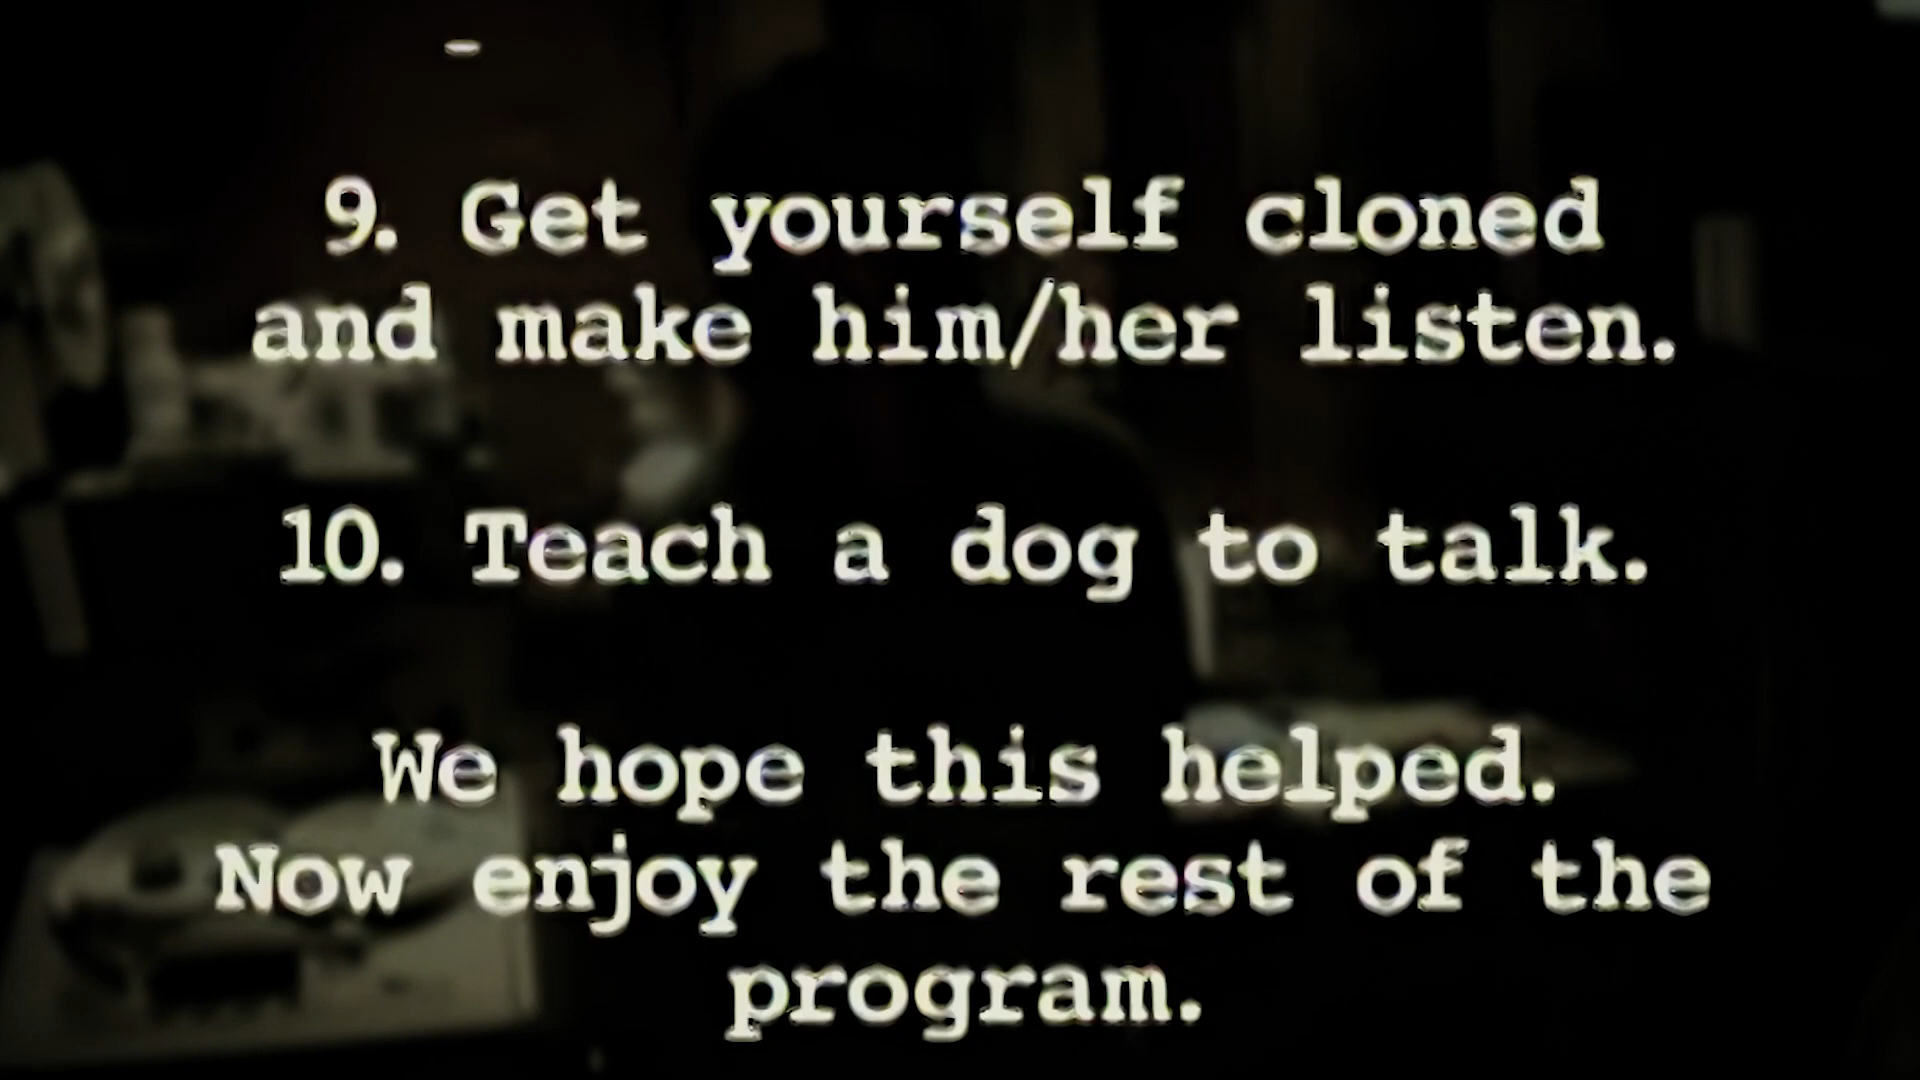 9. Get yourself cloned
and make him/her listen.
10. Teach a dog to talk.
We hope this helped.
Now enjoy the rest of the
program.